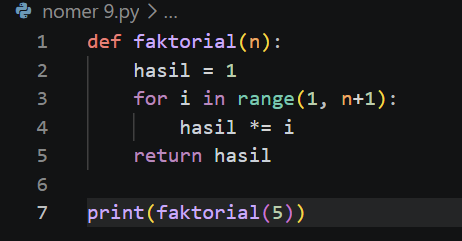 nomer 9.py > ...
1 def faktorial(n):
2     hasil = 1
3     for i in range(1, n+1):
4         hasil *= i
5     return hasil
6
7 print(faktorial(5))